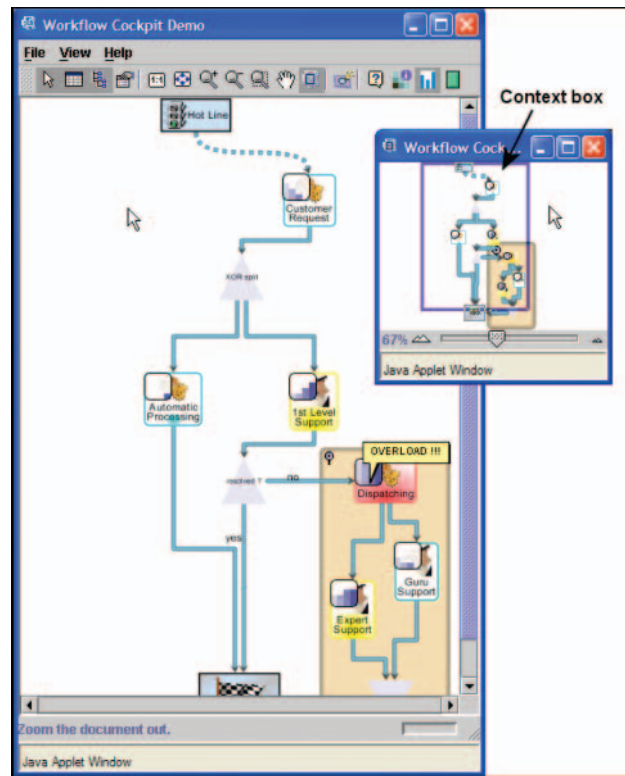 Workflow Cockpit Demo
File View Help
1:1
Hot Line
Context box
Workflow Cock...
Customer
Request
XOR split
67%
Java Applet Window
Automatic
Processing
1st Level
Support
OVERLOAD !!!
resolved ?
no
Dispatching
yes
Guru
Support
Expert
Support
Zoom the document out.
Java Applet Window